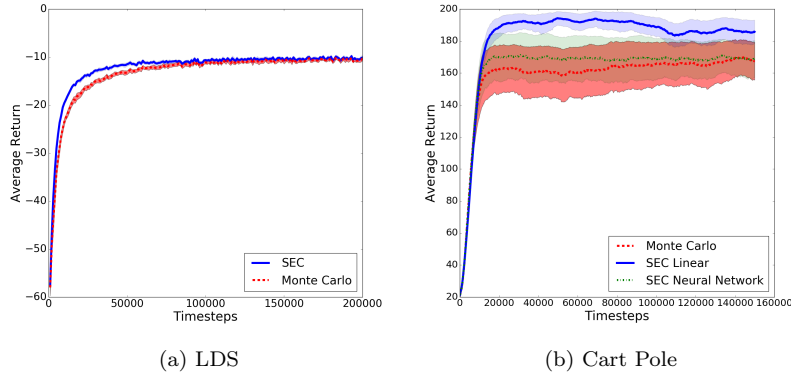 0
−10
−20
−30
−40
−50
−60
Average Return
0 50000 100000 150000 200000
Timesteps
SEC
Monte Carlo
(a) LDS
200
180
160
140
120
100
80
60
40
20
Average Return
0 20000 40000 60000 80000 100000 120000 140000 160000
Timesteps
Monte Carlo
SEC Linear
SEC Neural Network
(b) Cart Pole